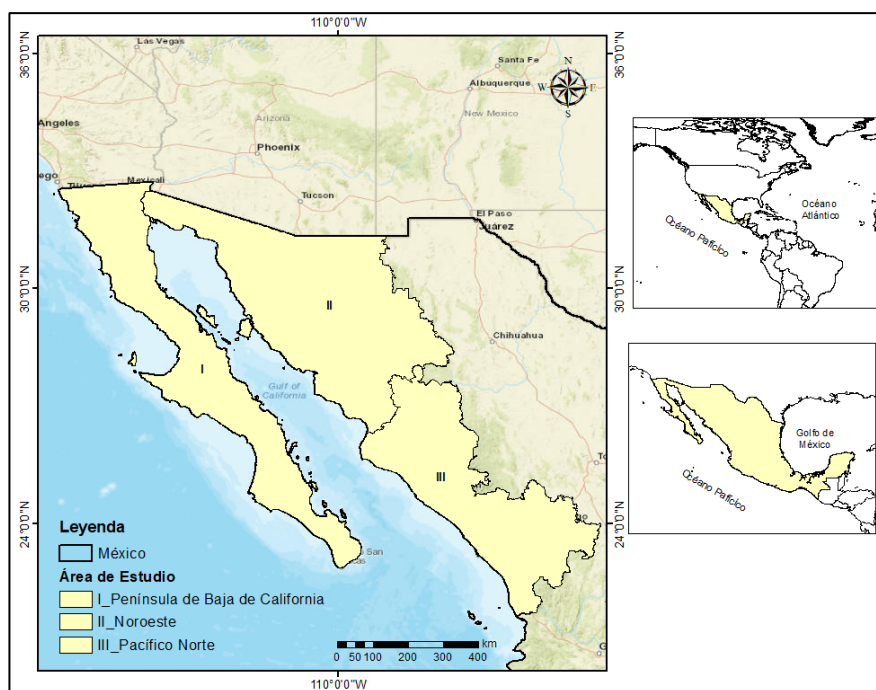 110°0'0"W
36°0'0"N
36°0'0"N
Las Vegas
Santa Fe
N
Albuquerque
W
E
S
Arizona
New Mexico
Angeles
Phoenix
Mexicali
Tucson
El Paso
Juárez
30°0'0"N
30°0'0"N
II
Chihuahua
I
Gulf of
California
III
24°0'0"N
24°0'0"N
San
Leyenda
México
Área de Estudio
I_Península de Baja de California
II_Noroeste
III_Pacífico Norte
km
0 50 100 200 300 400
110°0'0"W
Océano
Atlántico
Océano Pafícico
Golfo de
México
Océano Pafícico